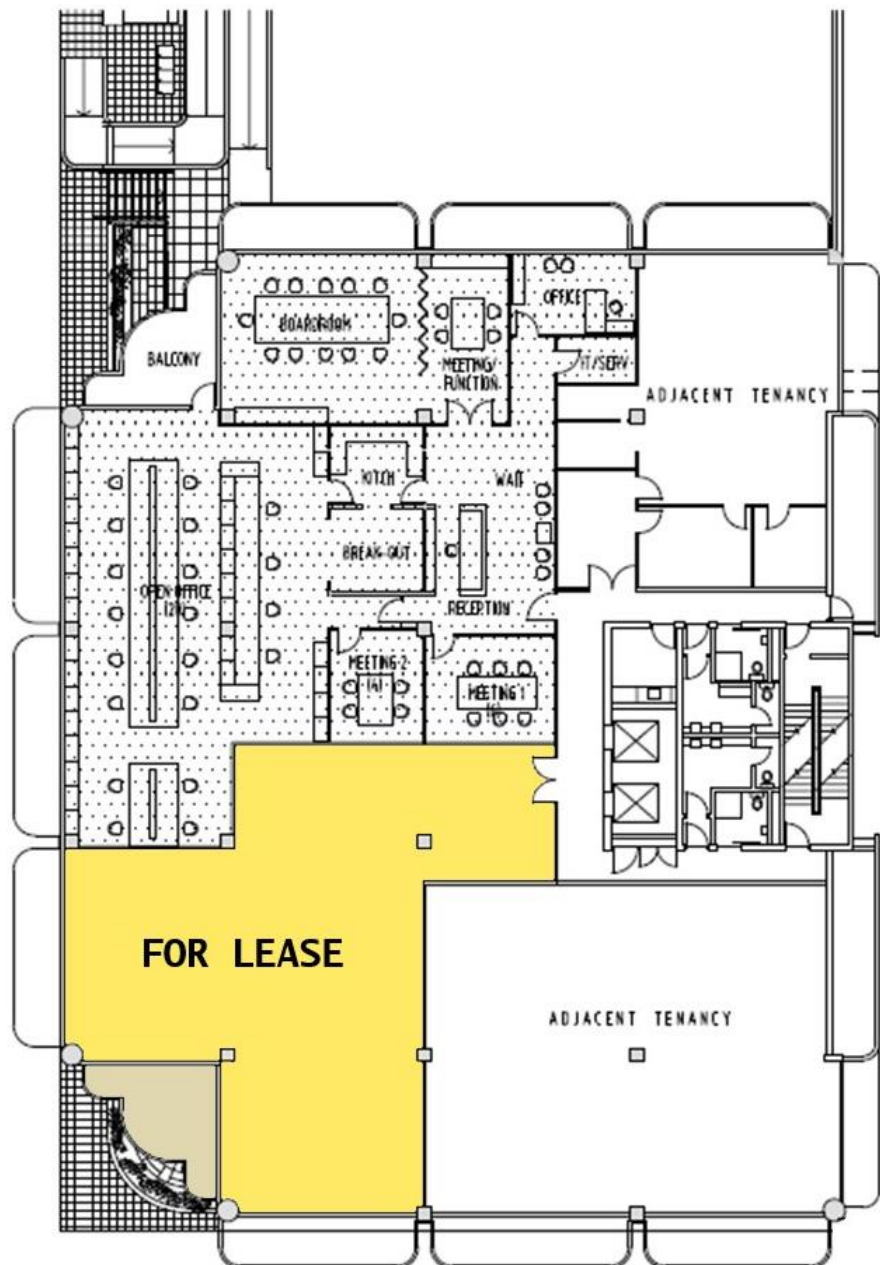 BOARDROOM
OFFICE
BALCONY
MEETING/
FUNCTION
IT/SERV
ADJACENT TENANCY
KITCH
WAIT
BREAK OUT
OPEN OFFICE
RECEPTION
MEETING 2
(4)
MEETING 1
(6)
FOR LEASE
ADJACENT TENANCY